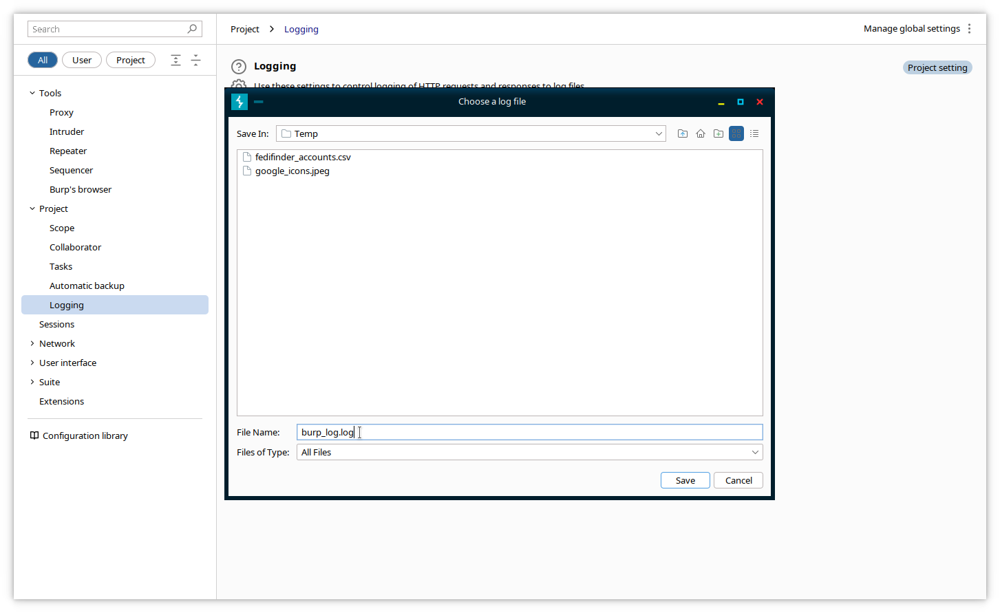 Search
Project > Logging
Manage global settings
All
User
Project
Logging
Project setting
Use these settings to control logging of HTTP requests and responses to log files.
Tools
Proxy
Intruder
Repeater
Sequencer
Burp's browser
Project
Scope
Collaborator
Tasks
Automatic backup
Logging
Sessions
Network
User interface
Suite
Extensions
Configuration library
Choose a log file
Save In:
Temp
fedifinder_accounts.csv
google_icons.jpeg
File Name:
burp_log.log
Files of Type:
All Files
Save
Cancel